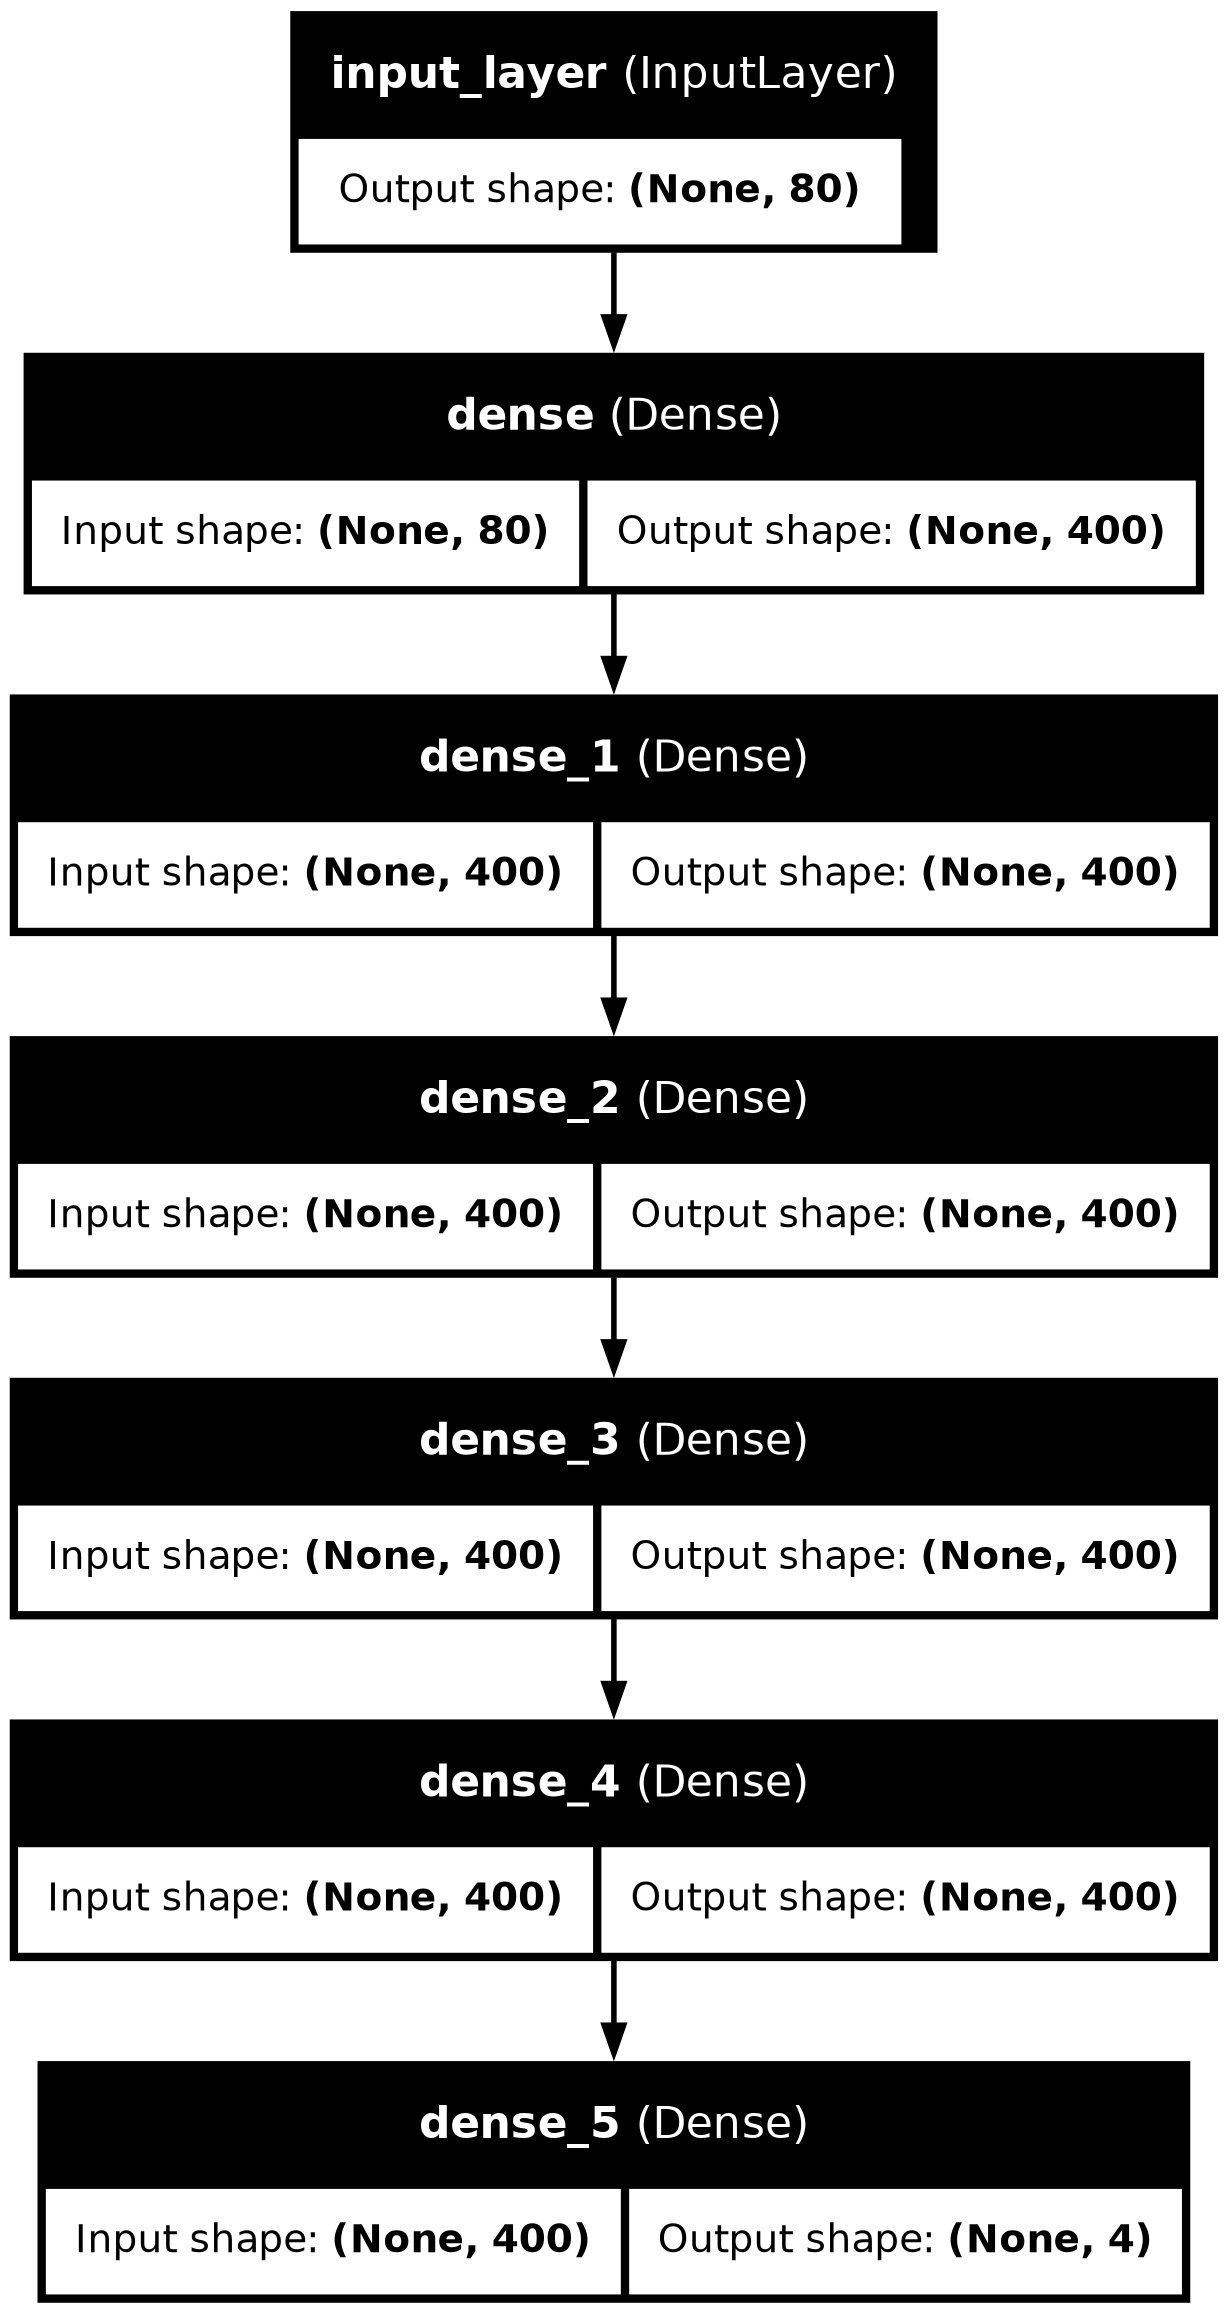 input_layer (InputLayer)
Output shape: (None, 80)
dense (Dense)
Input shape: (None, 80) Output shape: (None, 400)
dense_1 (Dense)
Input shape: (None, 400) Output shape: (None, 400)
dense_2 (Dense)
Input shape: (None, 400) Output shape: (None, 400)
dense_3 (Dense)
Input shape: (None, 400) Output shape: (None, 400)
dense_4 (Dense)
Input shape: (None, 400) Output shape: (None, 400)
dense_5 (Dense)
Input shape: (None, 400) Output shape: (None, 4)